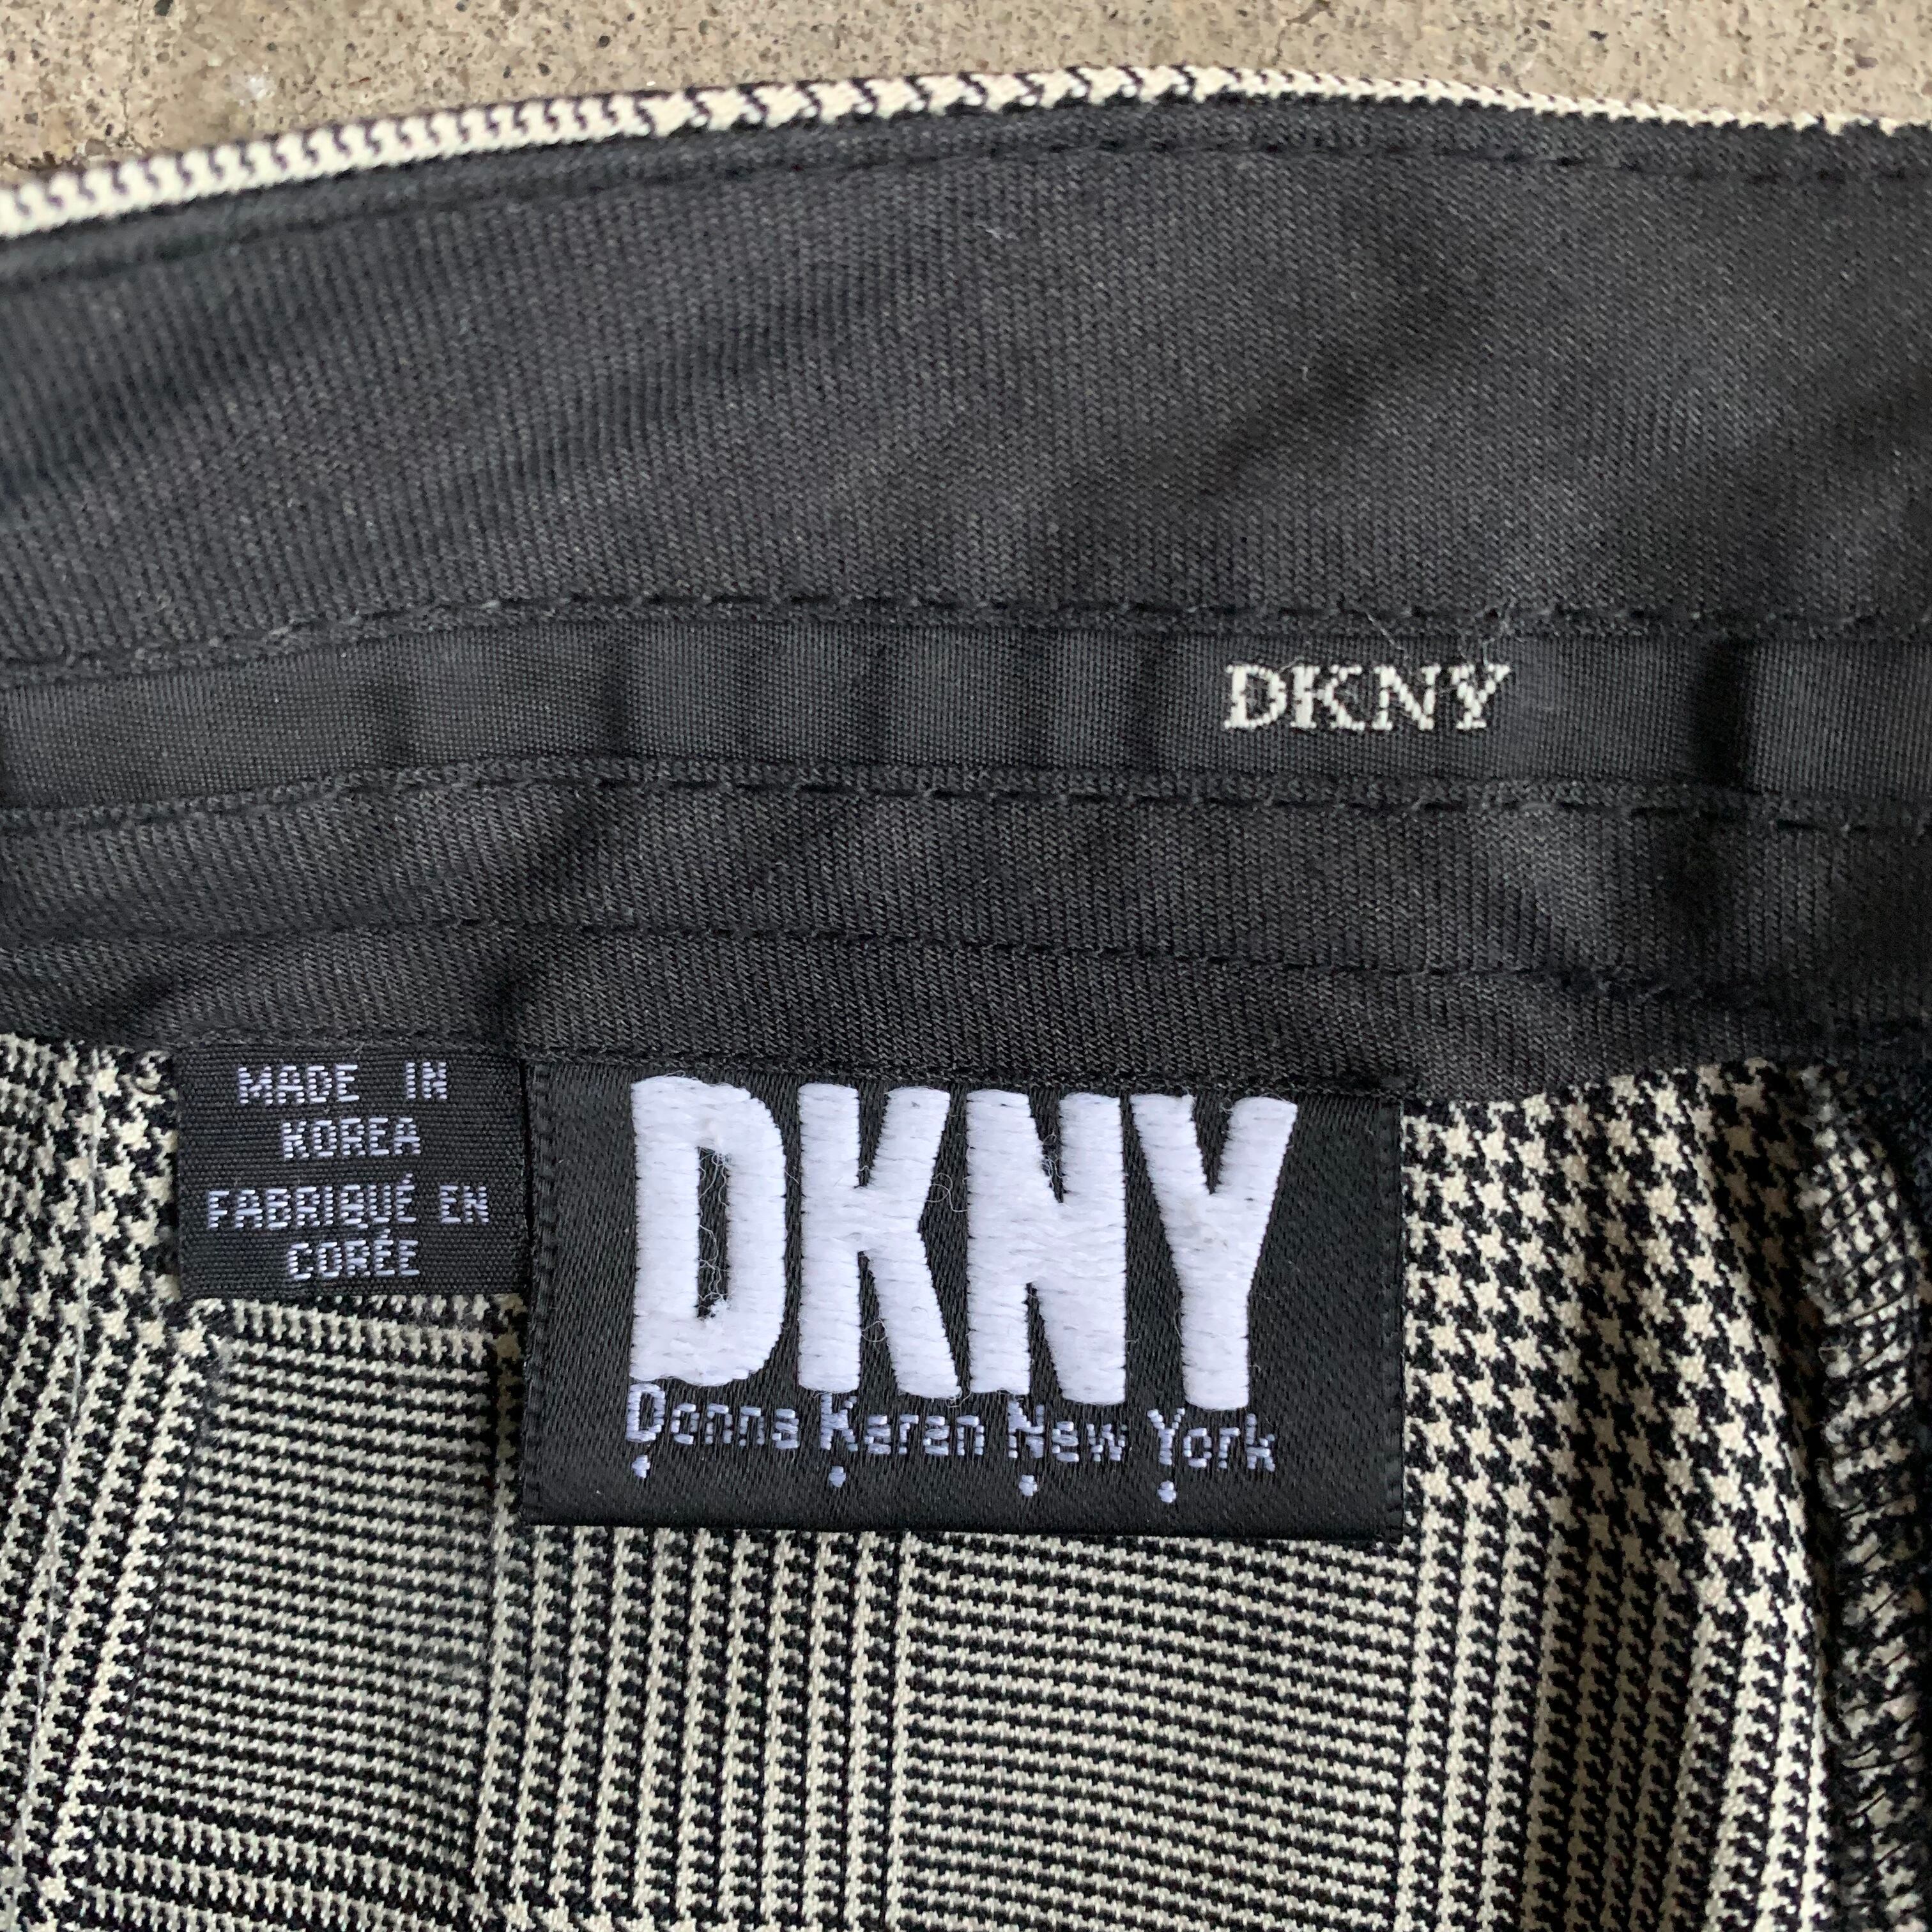 DKNY
MADE IN
KOREA
FABRIQUÉ EN
CORÉE
DKNY
Donna Karan New York